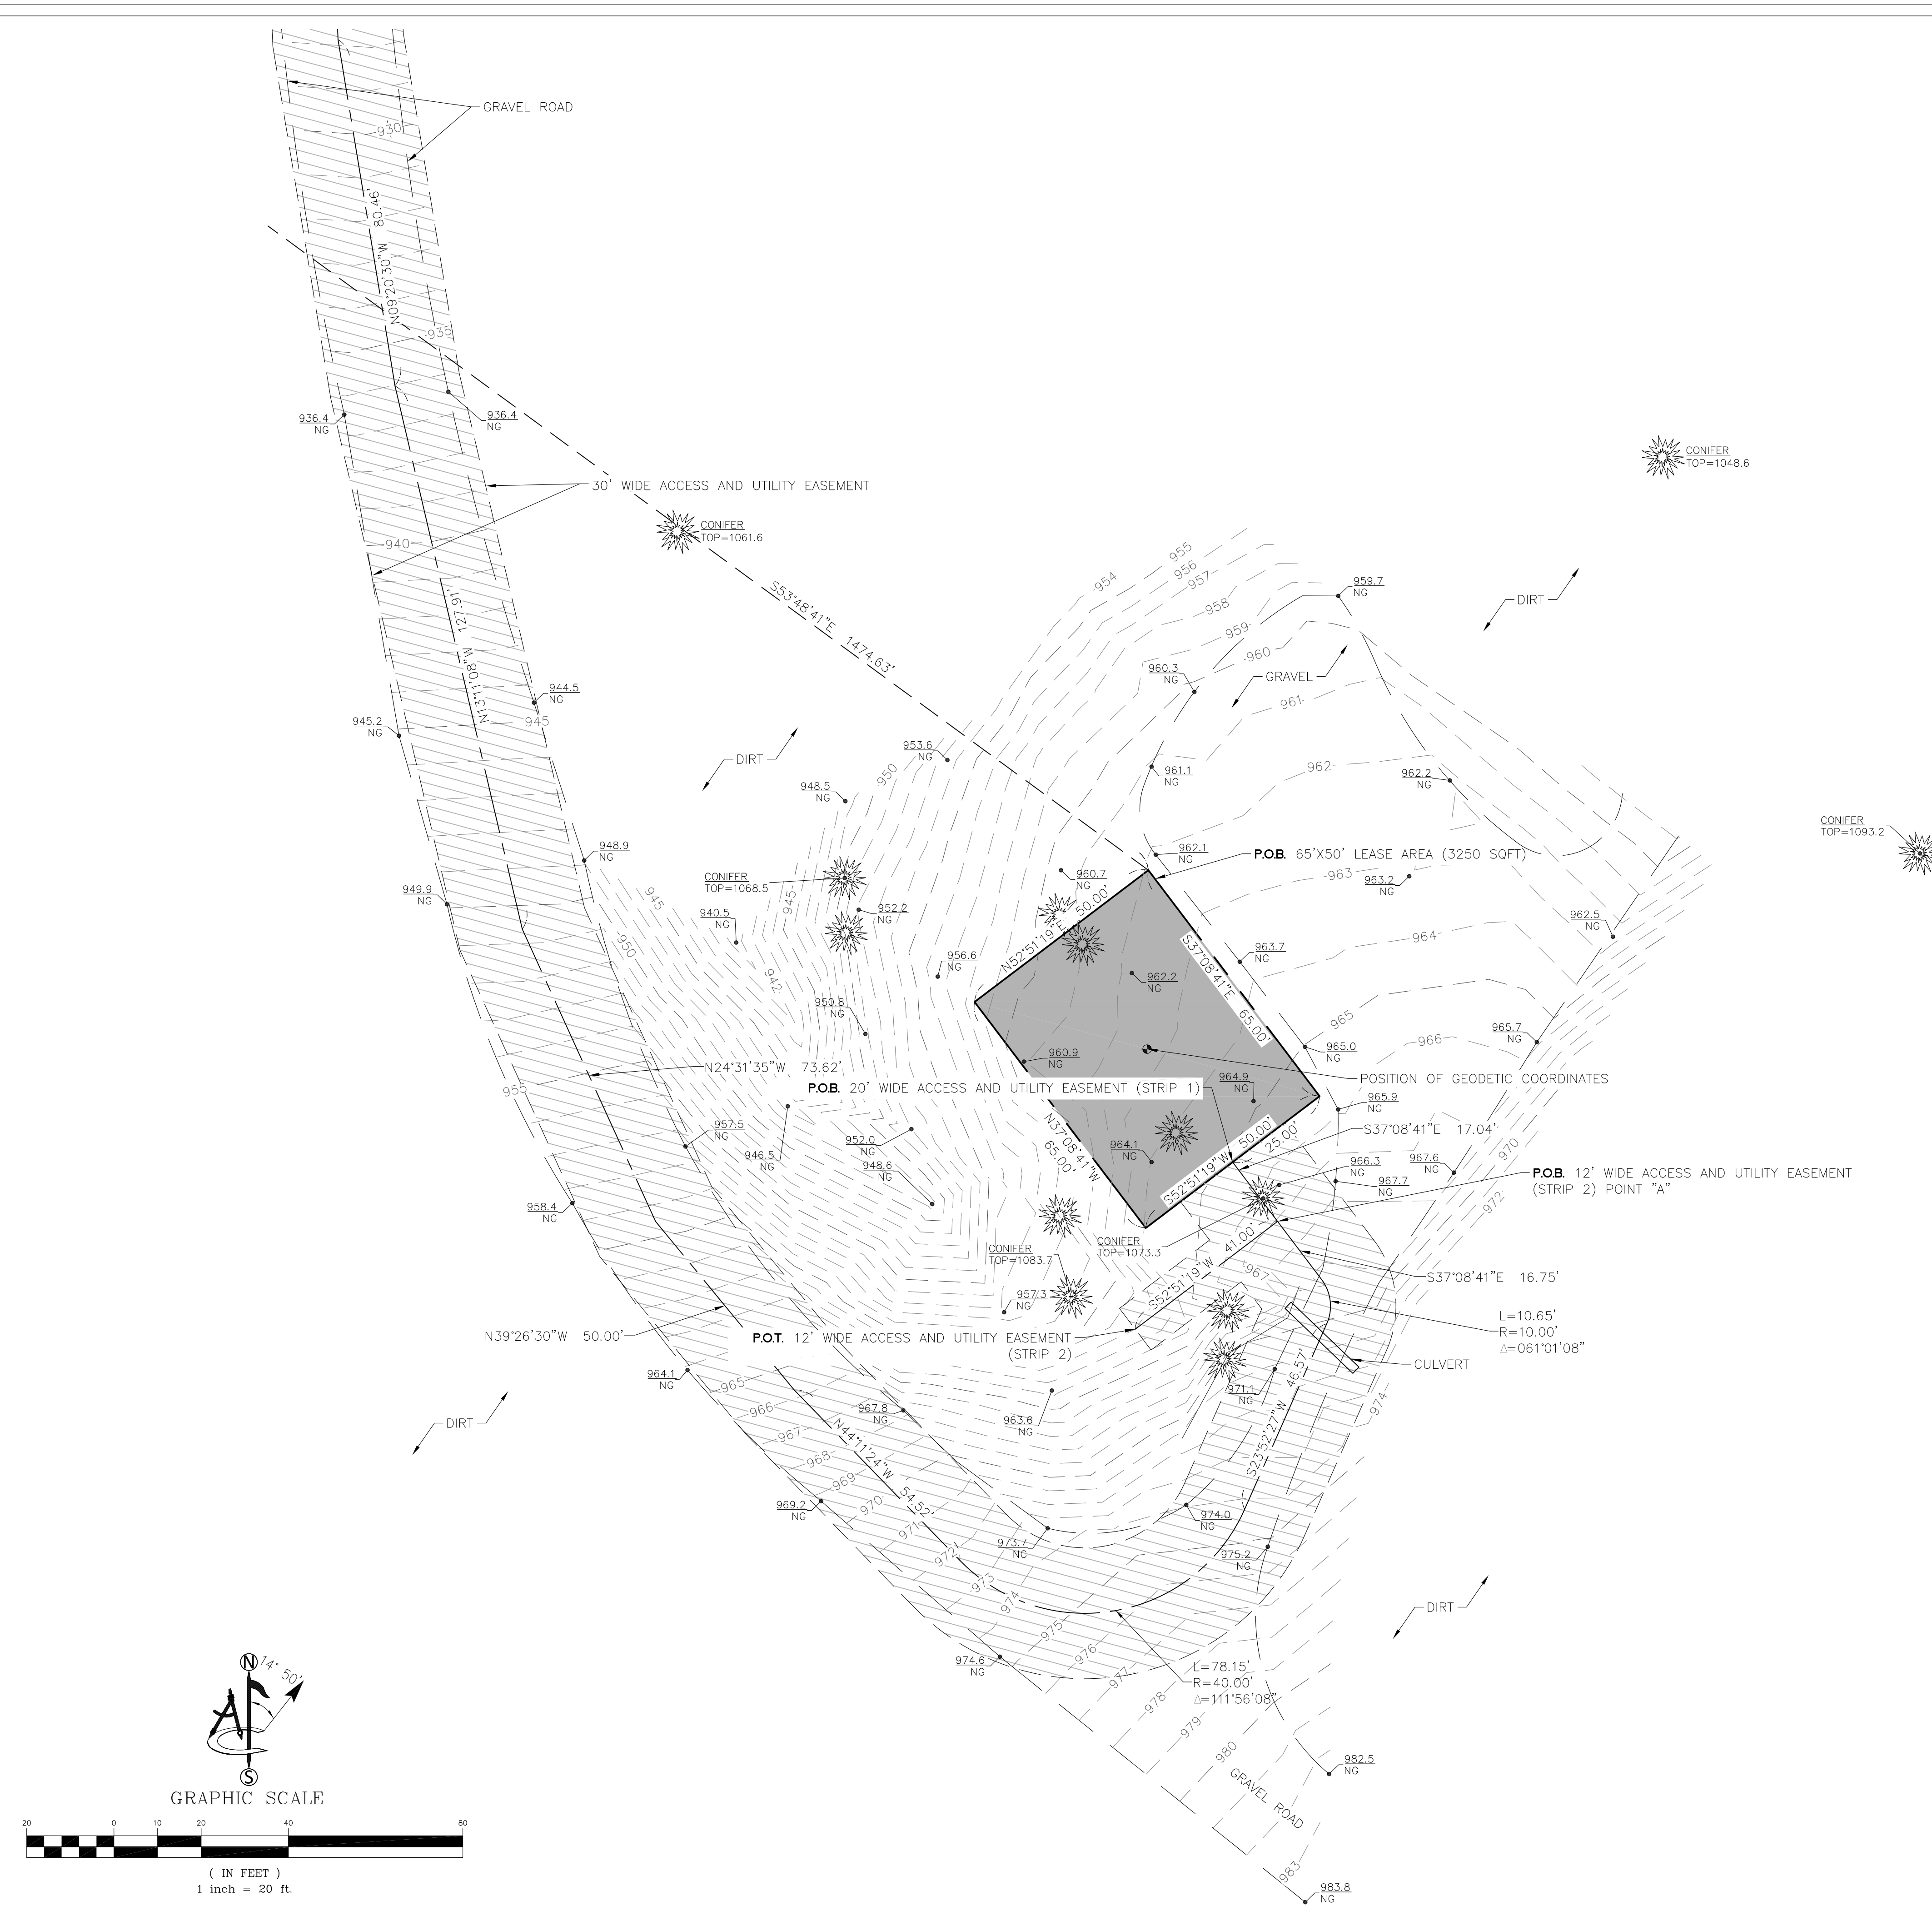 GRAVEL ROAD
930
N09°20'30"W 80.46'
935
936.4
NG
936.4
NG
30' WIDE ACCESS AND UTILITY EASEMENT
CONIFER
TOP=1048.6
CONIFER
TOP=1061.6
940
S53°48'41"E 1474.63'
N13°11'08"W 127.91'
954
955
956
957
958
959
960
961
962
963
964
965
966
959.7
NG
DIRT
960.3
NG
GRAVEL
944.5
NG
945
945.2
NG
DIRT
953.6
NG
950
961.1
NG
962.2
NG
948.5
NG
CONIFER
TOP=1093.2
948.9
NG
962.1
NG
P.O.B. 65'X50' LEASE AREA (3250 SQFT)
CONIFER
TOP=1068.5
960.7
NG
963.2
NG
949.9
NG
945
945
940.5
NG
952.2
NG
962.5
NG
950
942
956.6
NG
N52°51'19"E 50.00'
S37°08'41"E 65.00'
963.7
NG
962.2
NG
950.8
NG
965.7
NG
960.9
NG
965.0
NG
N24°31'35"W 73.62'
P.O.B. 20' WIDE ACCESS AND UTILITY EASEMENT (STRIP 1)
964.9
NG
POSITION OF GEODETIC COORDINATES
955
965.9
NG
957.5
NG
946.5
NG
952.0
NG
948.6
NG
N37°08'41"W
65.00'
964.1
NG
S52°51'19"W 50.00'
25.00'
S37°08'41"E 17.04'
966.3
NG
967.7
NG
967.6
NG
970
972
P.O.B. 12' WIDE ACCESS AND UTILITY EASEMENT
(STRIP 2) POINT "A"
958.4
NG
CONIFER
TOP=1083.7
CONIFER
TOP=1073.3
S52°51'19"W 41.00'
967
S37°08'41"E 16.75'
957.3
NG
L=10.65'
R=10.00'
Δ=061°01'08"
N39°26'30"W 50.00'
P.O.T. 12' WIDE ACCESS AND UTILITY EASEMENT
(STRIP 2)
CULVERT
964.1
NG
965
966
967
968
969
970
971
972
973
974
975
976
977
978
979
980
983
967.8
NG
963.6
NG
971.1
NG
974
S23°52'27"W 46.57'
DIRT
N44°11'24"W 54.52'
969.2
NG
973.7
NG
974.0
NG
975.2
NG
DIRT
974.6
NG
L=78.15'
R=40.00'
Δ=111°56'08"
982.5
NG
GRAVEL ROAD
983.8
NG
N
14° 50'
S
GRAPHIC SCALE
20 0 10 20 40 80
( IN FEET )
1 inch = 20 ft.